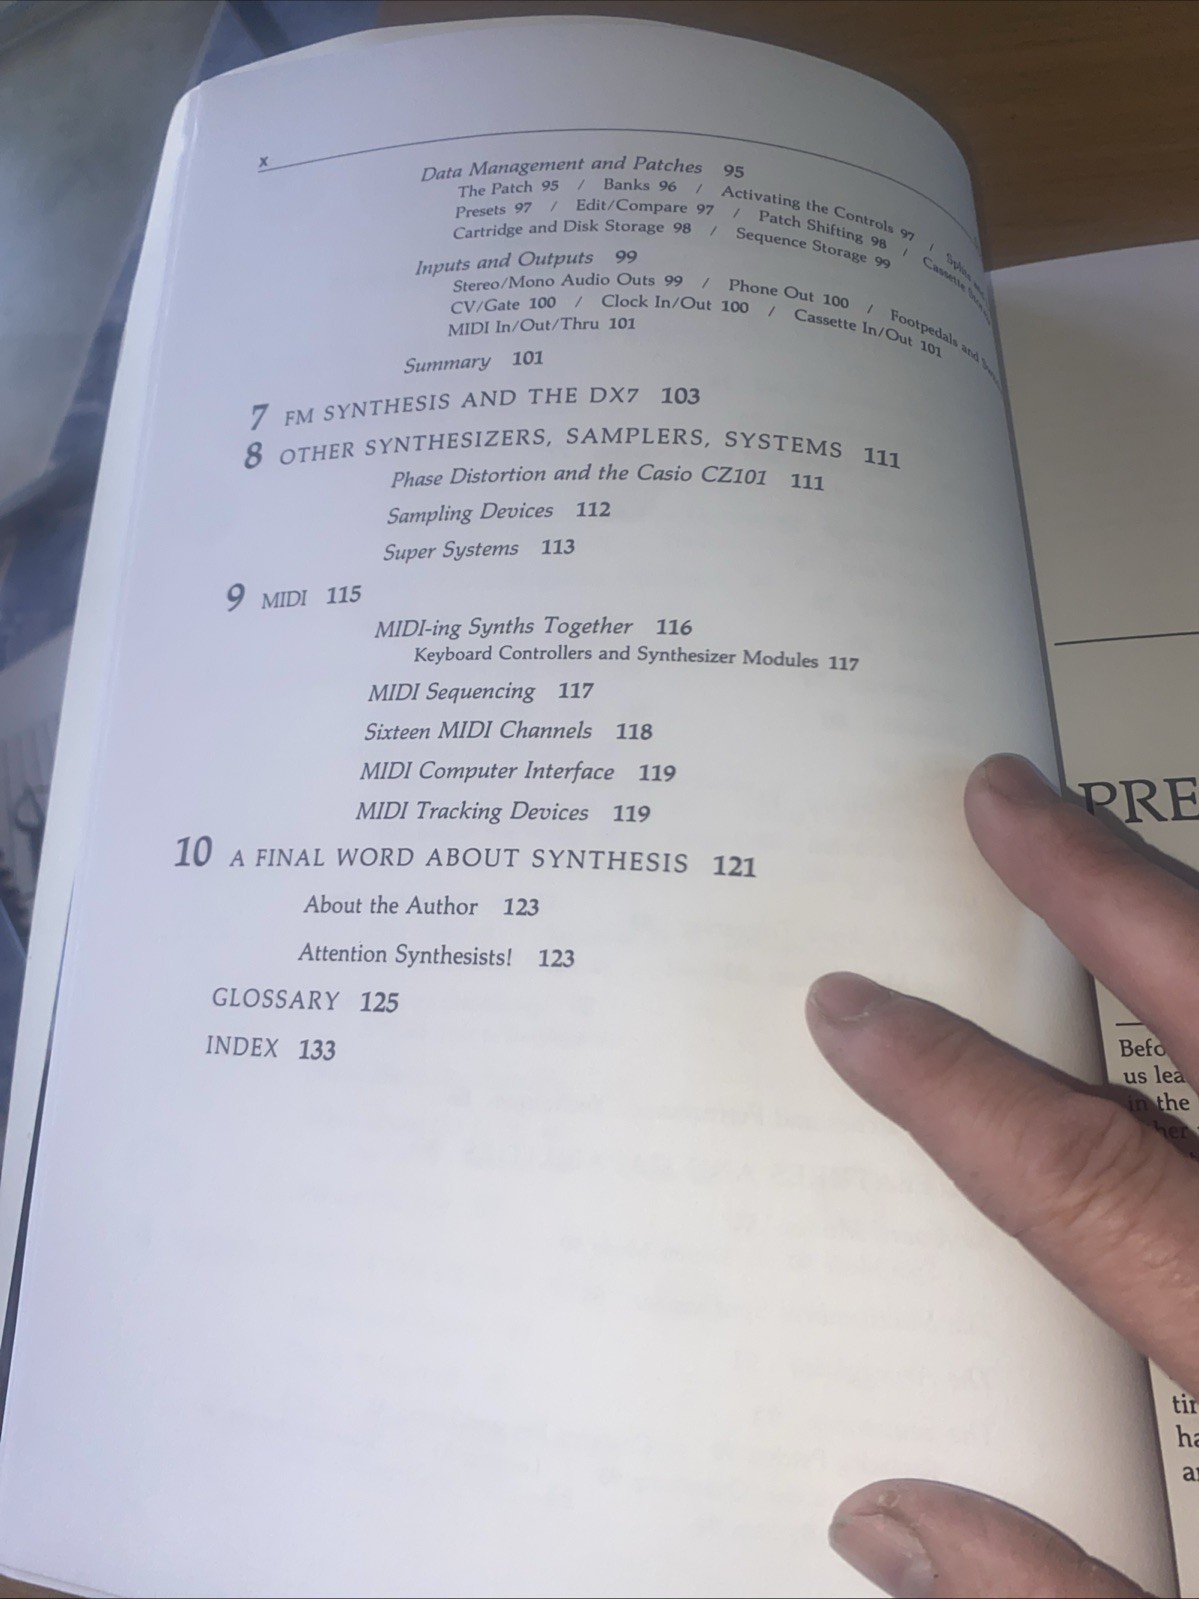 x
Data Management and Patches 95
The Patch 95 / Banks 96 / Activating the Controls 97 / Splits and
Presets 97 / Edit/Compare 97 / Patch Shifting 98 / Cassette
Cartridge and Disk Storage 98 / Sequence Storage 99
Inputs and Outputs 99
Stereo/Mono Audio Outs 99 / Phone Out 100 / Footpedals and
CV/Gate 100 / Clock In/Out 100 / Cassette In/Out 101
MIDI In/Out/Thru 101
Summary 101
7 FM SYNTHESIS AND THE DX7 103
8 OTHER SYNTHESIZERS, SAMPLERS, SYSTEMS 111
Phase Distortion and the Casio CZ101 111
Sampling Devices 112
Super Systems 113
9 MIDI 115
MIDI-ing Synths Together 116
Keyboard Controllers and Synthesizer Modules 117
MIDI Sequencing 117
Sixteen MIDI Channels 118
MIDI Computer Interface 119
MIDI Tracking Devices 119
10 A FINAL WORD ABOUT SYNTHESIS 121
About the Author 123
Attention Synthesists! 123
GLOSSARY 125
INDEX 133
PRE
Befo
us lea
in the
her
tin
ha